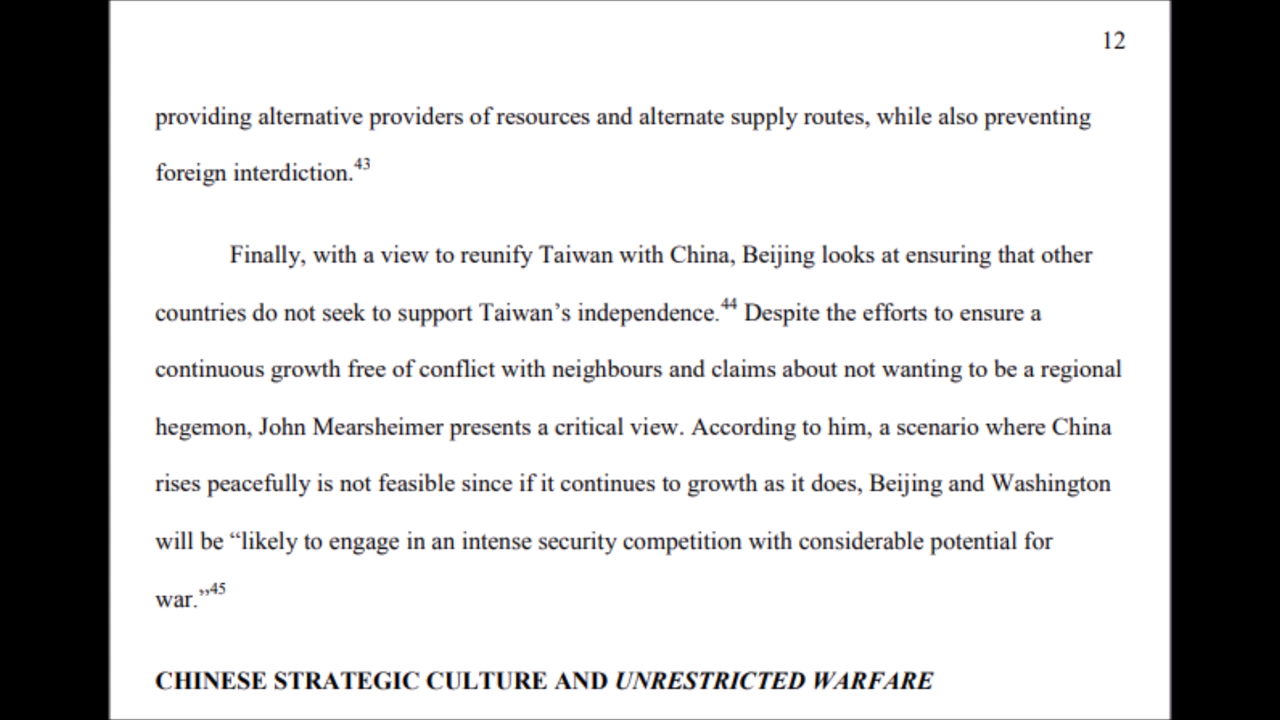 12
providing alternative providers of resources and alternate supply routes, while also preventing
foreign interdiction.43
Finally, with a view to reunify Taiwan with China, Beijing looks at ensuring that other
countries do not seek to support Taiwan’s independence.44 Despite the efforts to ensure a
continuous growth free of conflict with neighbours and claims about not wanting to be a regional
hegemon, John Mearsheimer presents a critical view. According to him, a scenario where China
rises peacefully is not feasible since if it continues to growth as it does, Beijing and Washington
will be “likely to engage in an intense security competition with considerable potential for
war.”45
CHINESE STRATEGIC CULTURE AND UNRESTRICTED WARFARE